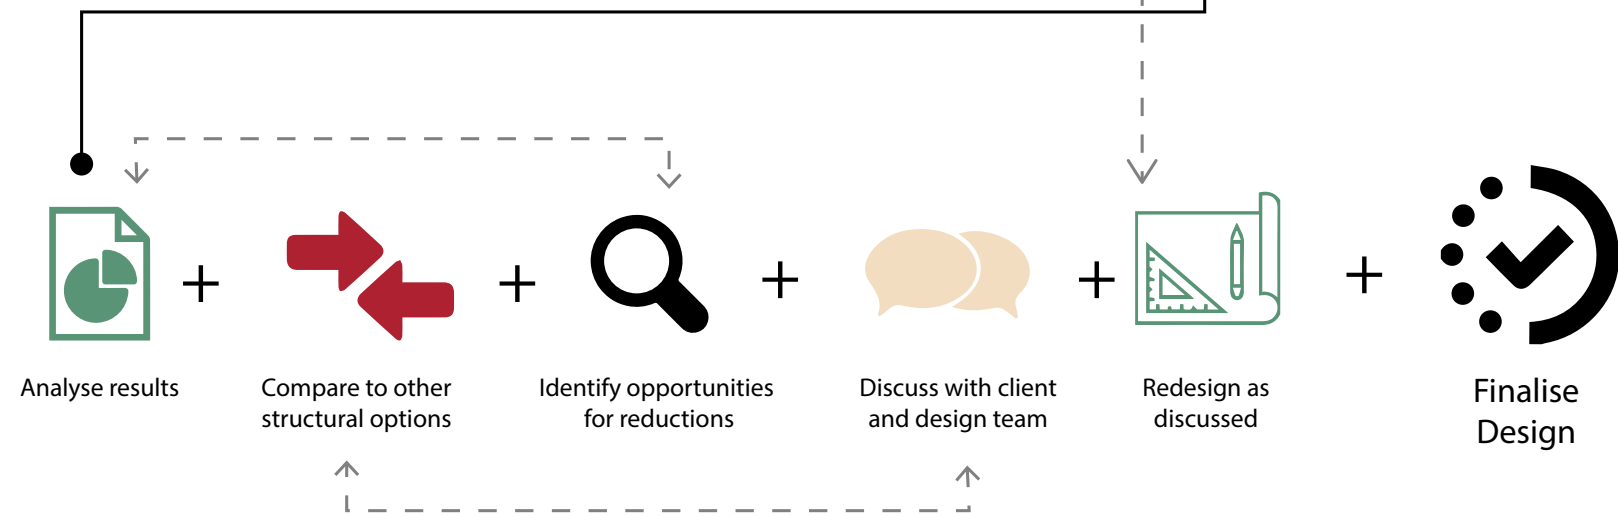 Analyse results
Compare to other
structural options
Identify opportunities
for reductions
Discuss with client
and design team
Redesign as
discussed
Finalise
Design